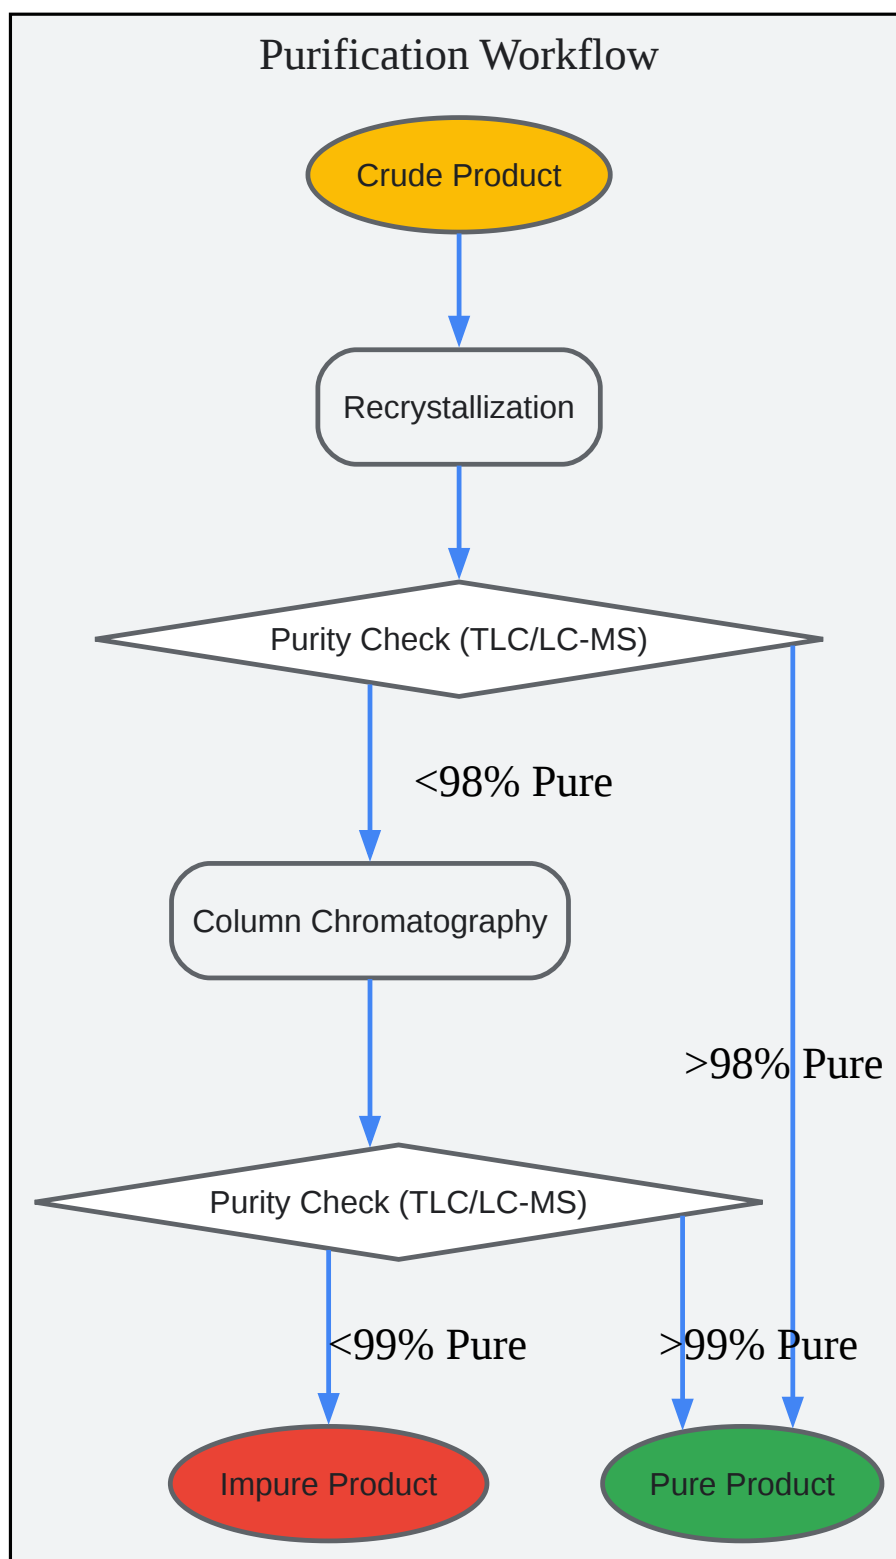 Purification Workflow
Crude Product
Recrystallization
Purity Check (TLC/LC-MS)
<98% Pure
Column Chromatography
>98% Pure
Purity Check (TLC/LC-MS)
<99% Pure
>99% Pure
Impure Product
Pure Product